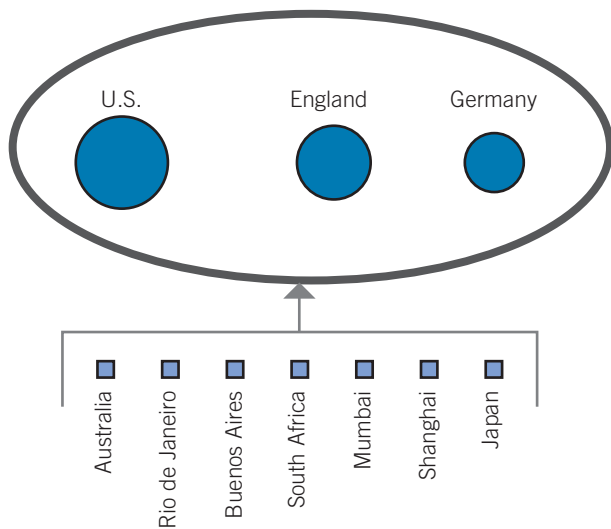 U.S.
England
Germany
Australia
Rio de Janeiro
Buenos Aires
South Africa
Mumbai
Shanghai
Japan